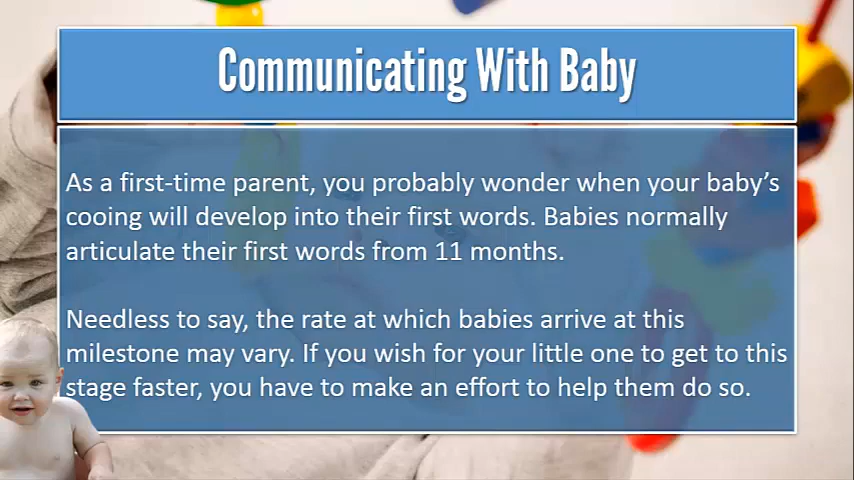 Communicating With Baby
As a first-time parent, you probably wonder when your baby’s
cooing will develop into their first words. Babies normally
articulate their first words from 11 months.
Needless to say, the rate at which babies arrive at this
milestone may vary. If you wish for your little one to get to this
stage faster, you have to make an effort to help them do so.